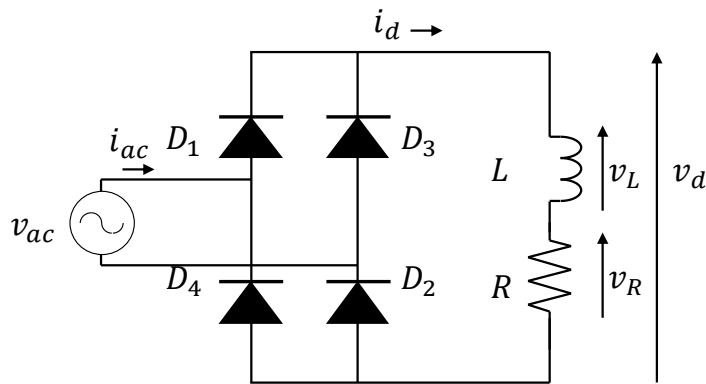 i_d
i_ac D_1 D_3
L v_L v_d
v_ac
D_4 D_2 R v_R